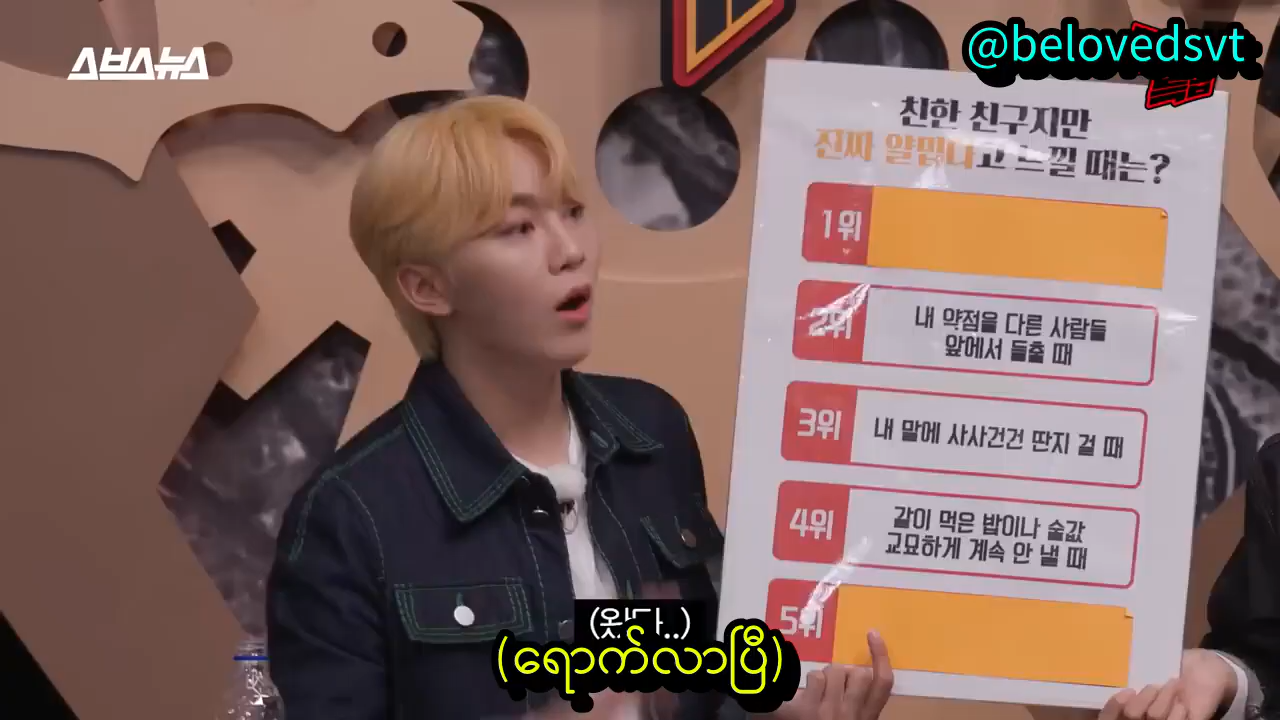 스브스뉴스
@belovedsvt
친한 친구지만
진짜 얄밉다고 느낄 때는?
1위
2위
내 약점을 다른 사람들
앞에서 들출 때
3위
내 말에 사사건건 딴지 걸 때
4위
같이 먹은 밥이나 술값
교묘하게 계속 안 낼 때
5위
(왔다..)
(ရောက်လာပြီ)